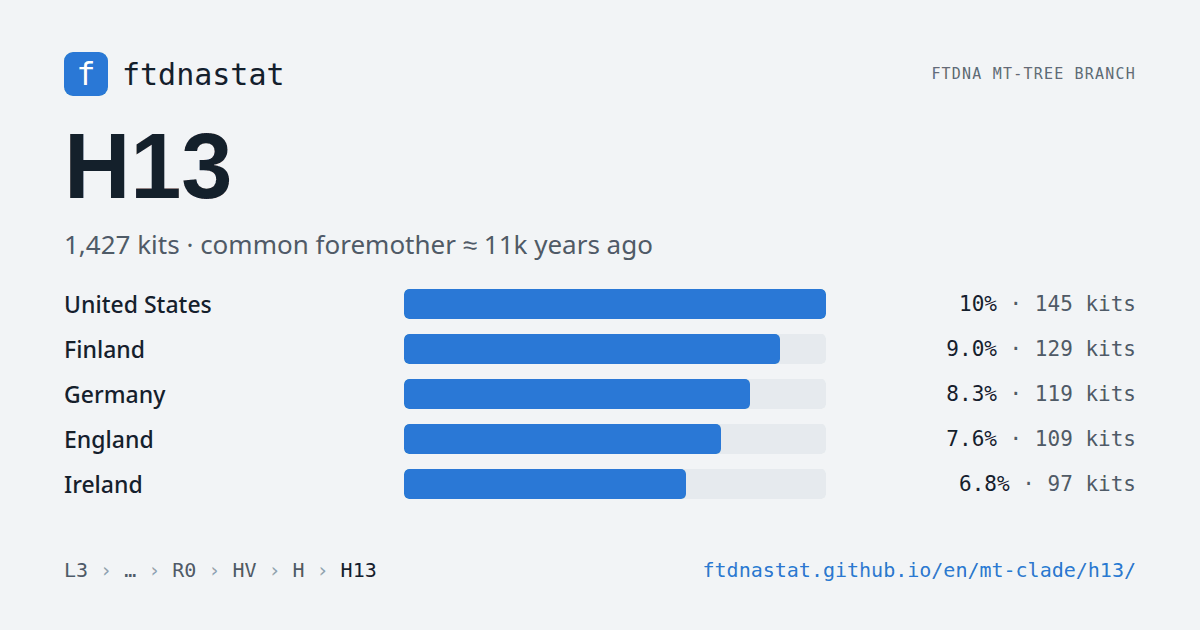 f ftdnastat
FTDNA MT-TREE BRANCH
H13
1,427 kits · common foremother ≈ 11k years ago
United States 10% · 145 kits
Finland 9.0% · 129 kits
Germany 8.3% · 119 kits
England 7.6% · 109 kits
Ireland 6.8% · 97 kits
L3 › … › R0 › HV › H › H13
ftdnastat.github.io/en/mt-clade/h13/